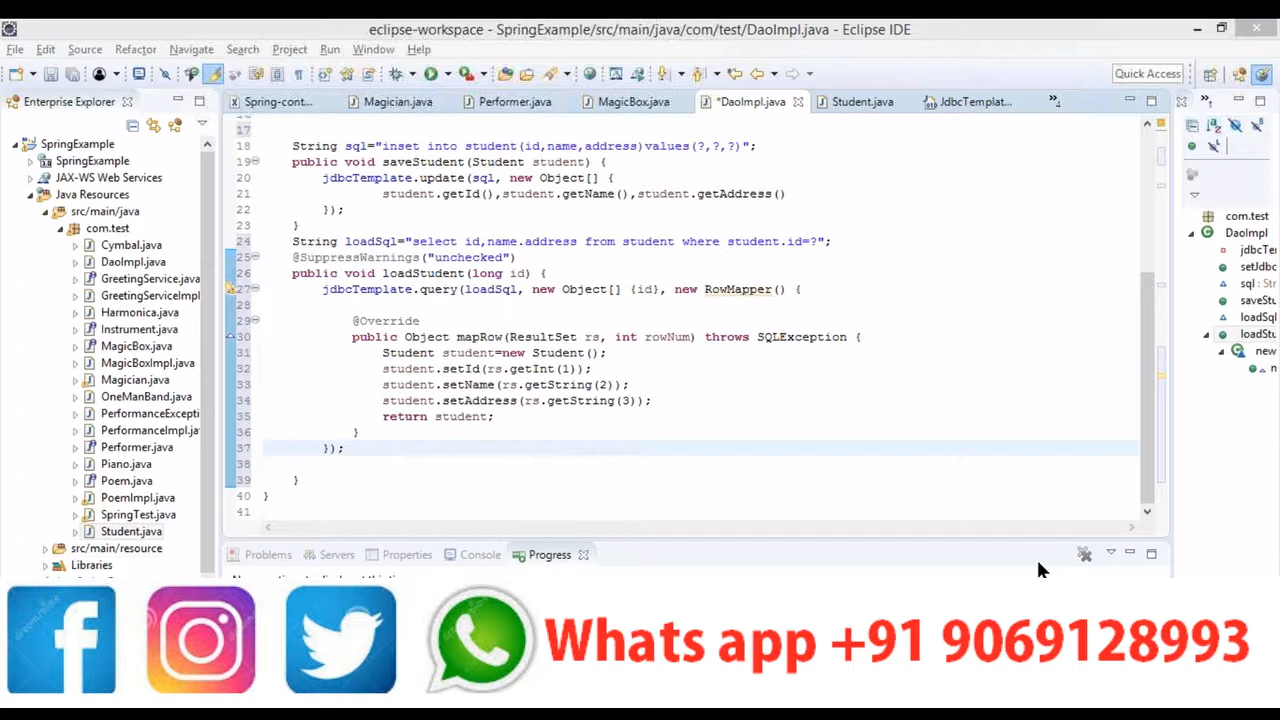 eclipse-workspace - SpringExample/src/main/java/com/test/DaoImpl.java - Eclipse IDE
File Edit Source Refactor Navigate Search Project Run Window Help
Quick Access
Enterprise Explorer
Spring-cont... Magician.java Performer.java MagicBox.java *DaoImpl.java Student.java JdbcTemplat...
SpringExample
SpringExample
JAX-WS Web Services
Java Resources
src/main/java
com.test
Cymbal.java
DaoImpl.java
GreetingService.java
GreetingServiceImpl
Harmonica.java
Instrument.java
MagicBox.java
MagicBoxImpl.java
Magician.java
OneManBand.java
PerformanceExcepti
PerformanceImpl.java
Performer.java
Piano.java
Poem.java
PoemImpl.java
SpringTest.java
Student.java
src/main/resource
Libraries
17
18 String sql="inset into student(id,name,address)values(?,?,?)";
19 public void saveStudent(Student student) {
20 jdbcTemplate.update(sql, new Object[] {
21 student.getId(),student.getName(),student.getAddress()
22 });
23 }
24 String loadSql="select id,name.address from student where student.id=?";
25 @SuppressWarnings("unchecked")
26 public void loadStudent(long id) {
27 jdbcTemplate.query(loadSql, new Object[] {id}, new RowMapper() {
28
29 @Override
30 public Object mapRow(ResultSet rs, int rowNum) throws SQLException {
31 Student student=new Student();
32 student.setId(rs.getInt(1));
33 student.setName(rs.getString(2));
34 student.setAddress(rs.getString(3));
35 return student;
36 }
37 });
38
39 }
40 }
41
com.test
DaoImpl
jdbcTe
setJdbc
sql : Str
saveStu
loadSql
loadStu
new
Problems Servers Properties Console Progress
Whats app +91 9069128993